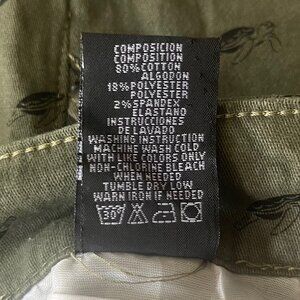 COMPOSICION
COMPOSITION
80%COTTON
ALGODON
18%POLYESTER
POLYESTER
2%SPANDEX
ELASTANO
INSTRUCCIONES
DE LAVADO
WASHING INSTRUCTION
MACHINE WASH COLD
WITH LIKE COLORS ONLY
NON-CHLORINE BLEACH
WHEN NEEDED
TUMBLE DRY LOW
WARN IRON IF NEEDED
30°